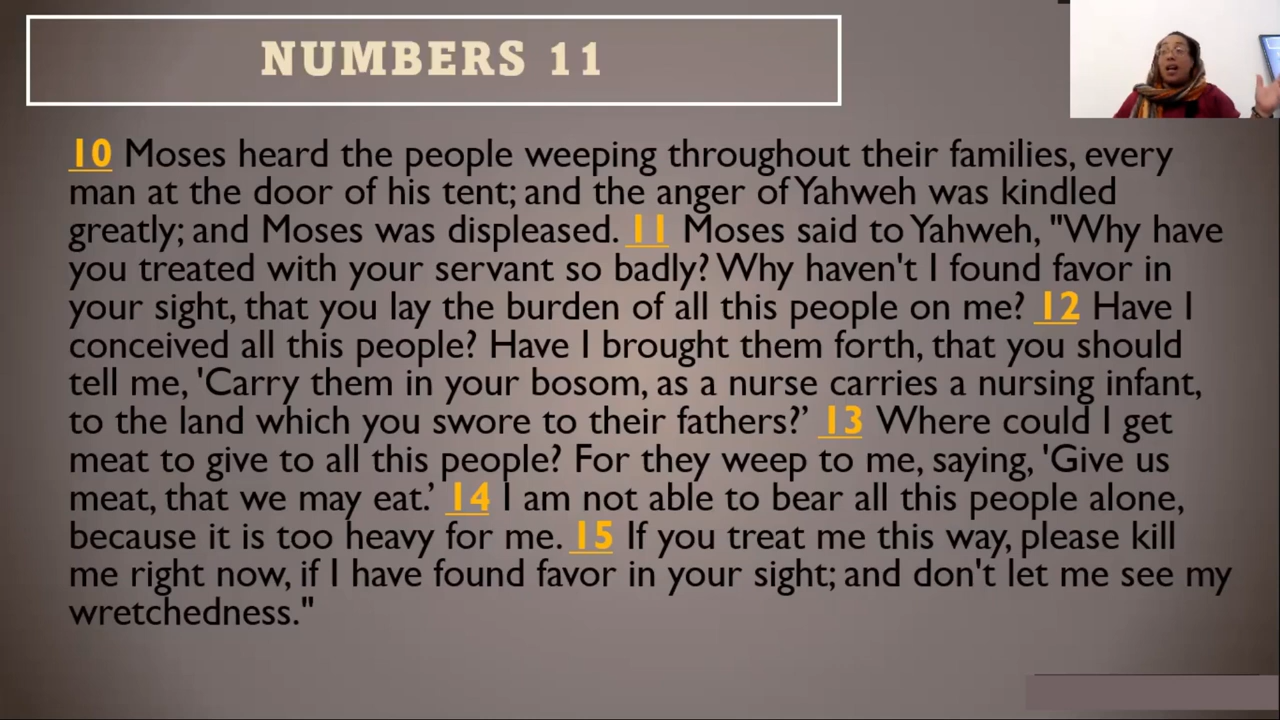 NUMBERS 11
10 Moses heard the people weeping throughout their families, every
man at the door of his tent; and the anger of Yahweh was kindled
greatly; and Moses was displeased. 11 Moses said to Yahweh, "Why have
you treated with your servant so badly? Why haven't I found favor in
your sight, that you lay the burden of all this people on me? 12 Have I
conceived all this people? Have I brought them forth, that you should
tell me, 'Carry them in your bosom, as a nurse carries a nursing infant,
to the land which you swore to their fathers?’ 13 Where could I get
meat to give to all this people? For they weep to me, saying, 'Give us
meat, that we may eat.’ 14 I am not able to bear all this people alone,
because it is too heavy for me. 15 If you treat me this way, please kill
me right now, if I have found favor in your sight; and don't let me see my
wretchedness."